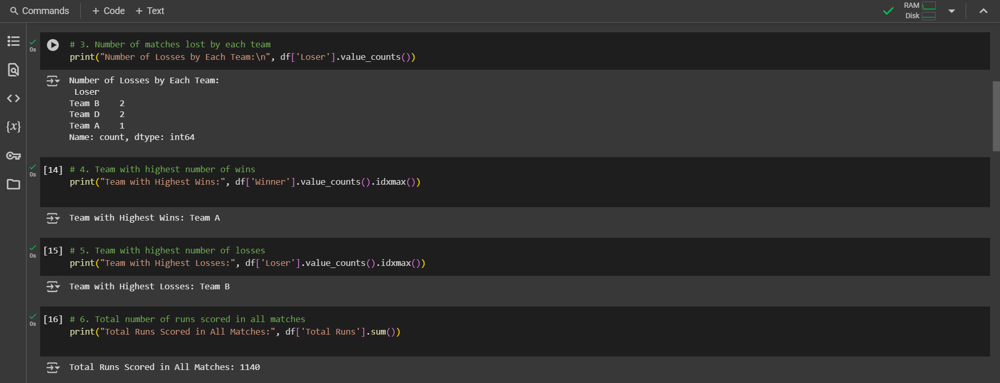 Commands + Code + Text
RAM
Disk
0s
# 3. Number of matches lost by each team
print("Number of Losses by Each Team:\n", df['Loser'].value_counts())
Number of Losses by Each Team:
 Loser
Team B    2
Team D    2
Team A    1
Name: count, dtype: int64
0s
[14] # 4. Team with highest number of wins
print("Team with Highest Wins:", df['Winner'].value_counts().idxmax())
Team with Highest Wins: Team A
0s
[15] # 5. Team with highest number of losses
print("Team with Highest Losses:", df['Loser'].value_counts().idxmax())
Team with Highest Losses: Team B
0s
[16] # 6. Total number of runs scored in all matches
print("Total Runs Scored in All Matches:", df['Total Runs'].sum())
Total Runs Scored in All Matches: 1140
{x}